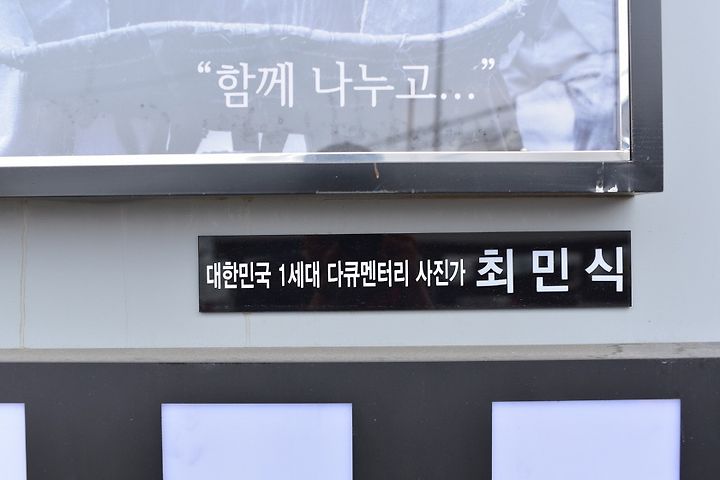 “함께 나누고...”
대한민국 1세대 다큐멘터리 사진가 최민식